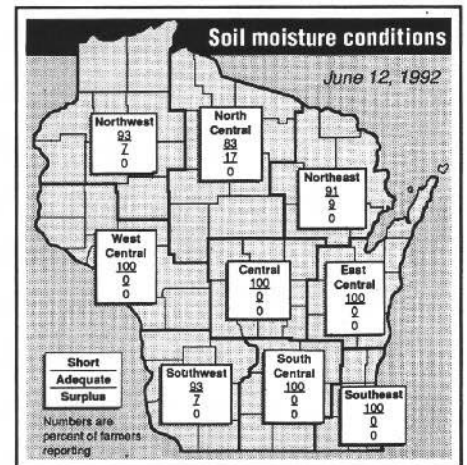 Soil moisture conditions
June 12, 1992
Northwest
93
7
0
North
Central
83
17
0
Northeast
91
9
0
West
Central
100
0
0
Central
100
0
0
East
Central
100
0
0
Short
Adequate
Surplus
Numbers are
percent of farmers
reporting
Southwest
93
7
0
South
Central
100
0
0
Southeast
100
0
0